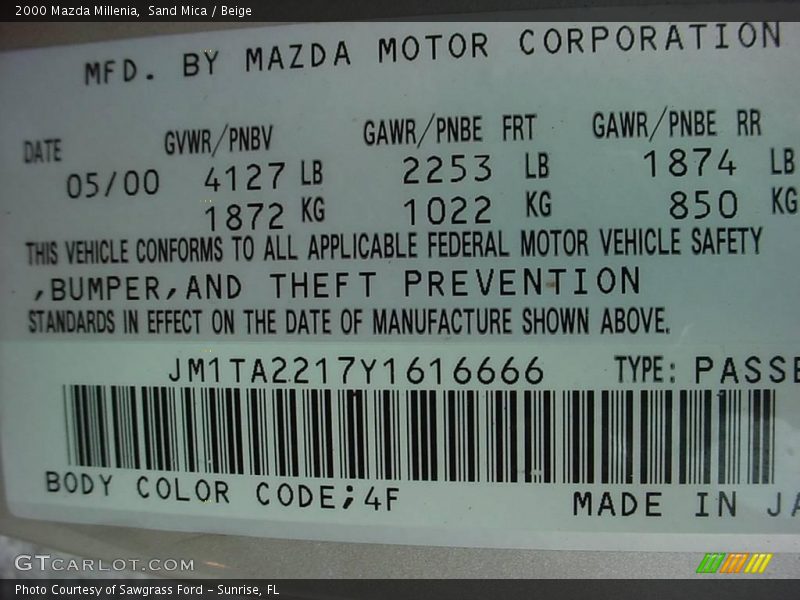 2000 Mazda Millenia, Sand Mica / Beige
MFD. BY MAZDA MOTOR CORPORATION
DATE GVWR/PNBV GAWR/PNBE FRT GAWR/PNBE RR
05/00 4127 LB 2253 LB 1874 LB
1872 KG 1022 KG 850 KG
THIS VEHICLE CONFORMS TO ALL APPLICABLE FEDERAL MOTOR VEHICLE SAFETY
,BUMPER,AND THEFT PREVENTION
STANDARDS IN EFFECT ON THE DATE OF MANUFACTURE SHOWN ABOVE.
JM1TA2217Y1616666 TYPE: PASSE
BODY COLOR CODE;4F MADE IN JA
GTCARLOT.COM
Photo Courtesy of Sawgrass Ford - Sunrise, FL